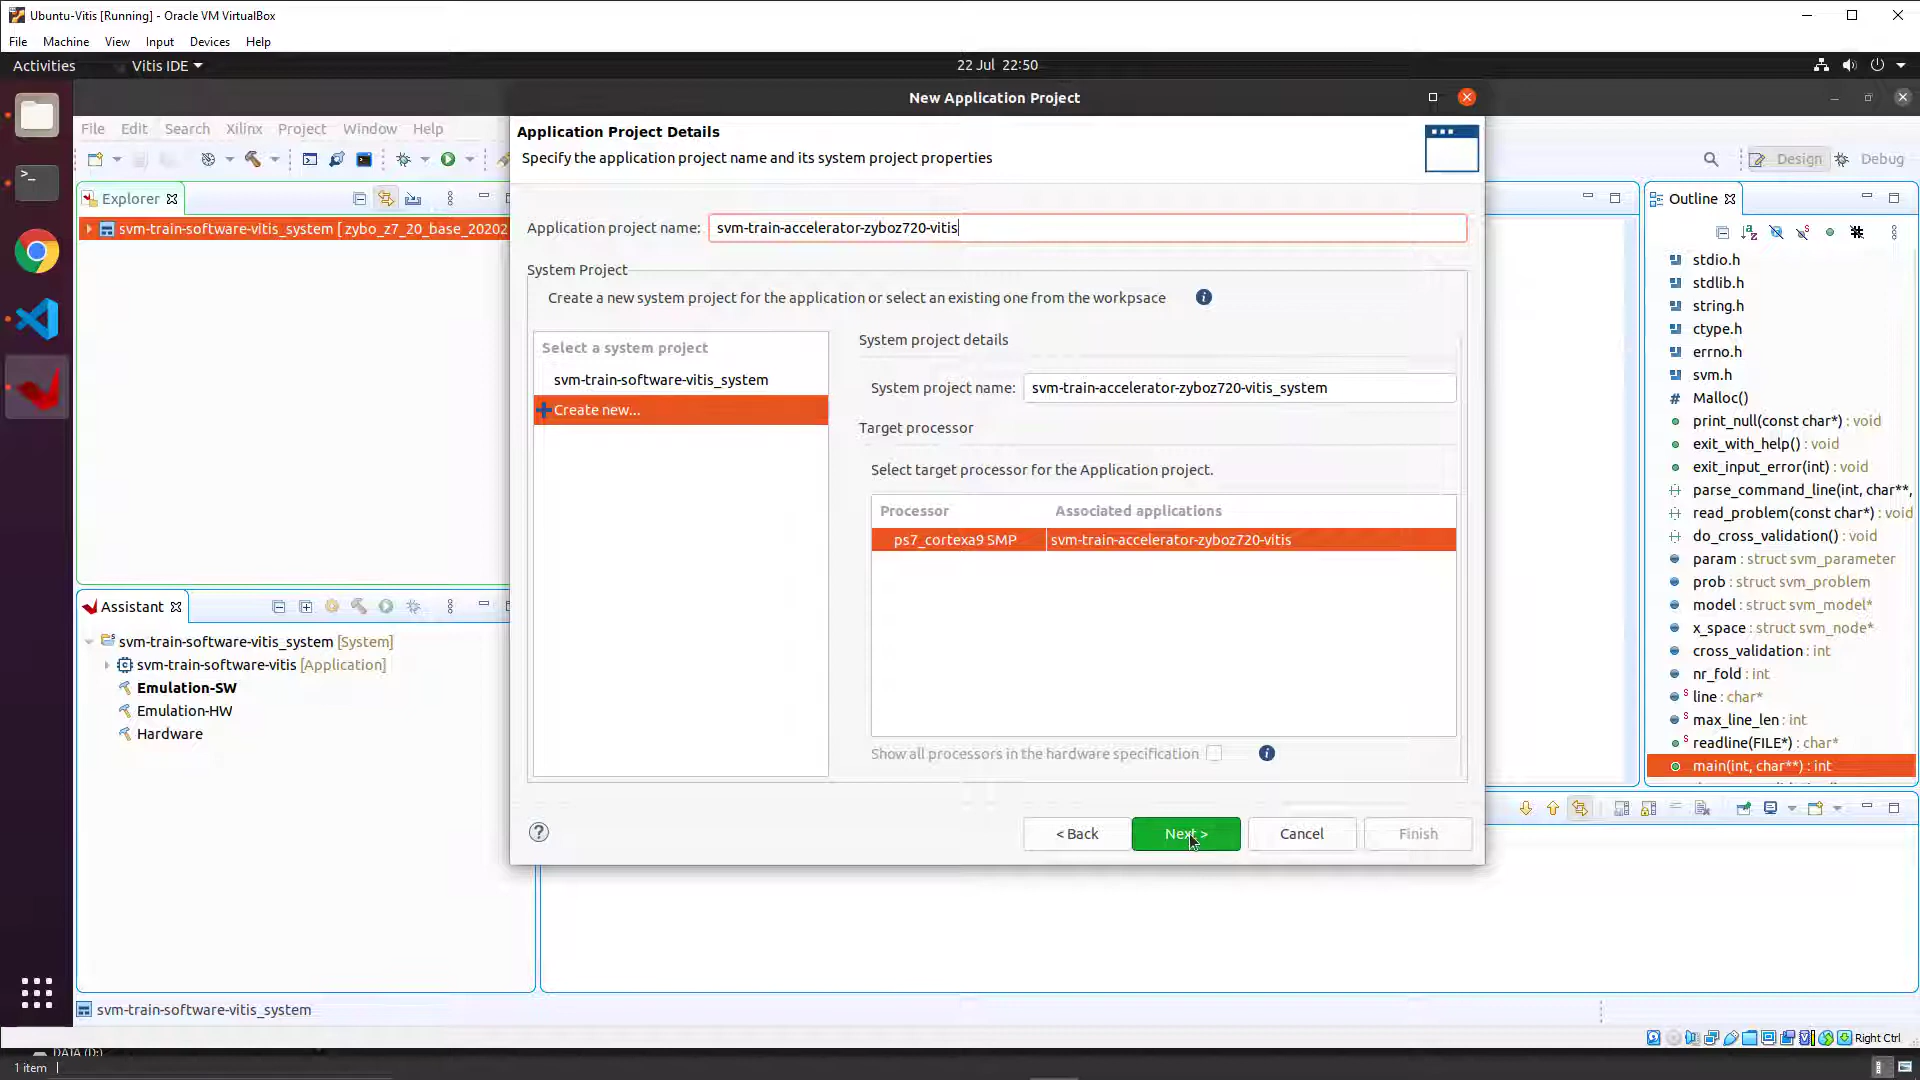 Ubuntu-Vitis [Running] - Oracle VM VirtualBox
File Machine View Input Devices Help
Activities Vitis IDE 22 Jul 22:50
New Application Project
File Edit Search Xilinx Project Window Help
Design Debug
Explorer
svm-train-software-vitis_system [ zybo_z7_20_base_20202
Application Project Details
Specify the application project name and its system project properties
Application project name: svm-train-accelerator-zyboz720-vitis
System Project
Create a new system project for the application or select an existing one from the workpsace
Select a system project
svm-train-software-vitis_system
Create new...
System project details
System project name: svm-train-accelerator-zyboz720-vitis_system
Target processor
Select target processor for the Application project.
Processor Associated applications
ps7_cortexa9 SMP svm-train-accelerator-zyboz720-vitis
Show all processors in the hardware specification
< Back Next > Cancel Finish
Outline
stdio.h
stdlib.h
string.h
ctype.h
errno.h
svm.h
Malloc()
print_null(const char*) : void
exit_with_help() : void
exit_input_error(int) : void
parse_command_line(int, char**,
read_problem(const char*) : void
do_cross_validation() : void
param : struct svm_parameter
prob : struct svm_problem
model : struct svm_model*
x_space : struct svm_node*
cross_validation : int
nr_fold : int
line : char*
max_line_len : int
readline(FILE*) : char*
main(int, char**) : int
Assistant
svm-train-software-vitis_system [System]
svm-train-software-vitis [Application]
Emulation-SW
Emulation-HW
Hardware
svm-train-software-vitis_system
Right Ctrl
DATA (D:)
1 item